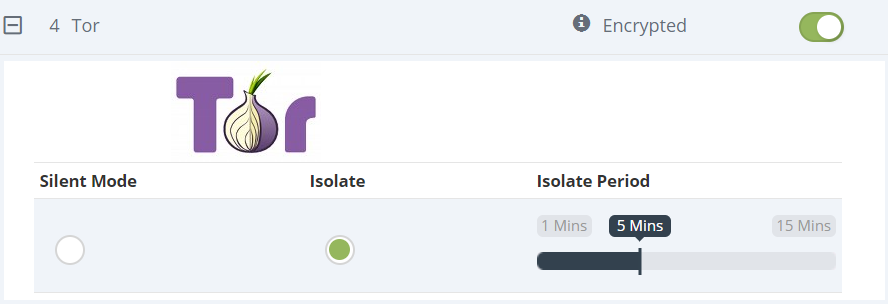 4 Tor Encrypted
Tor
Silent Mode Isolate Isolate Period
1 Mins 5 Mins 15 Mins